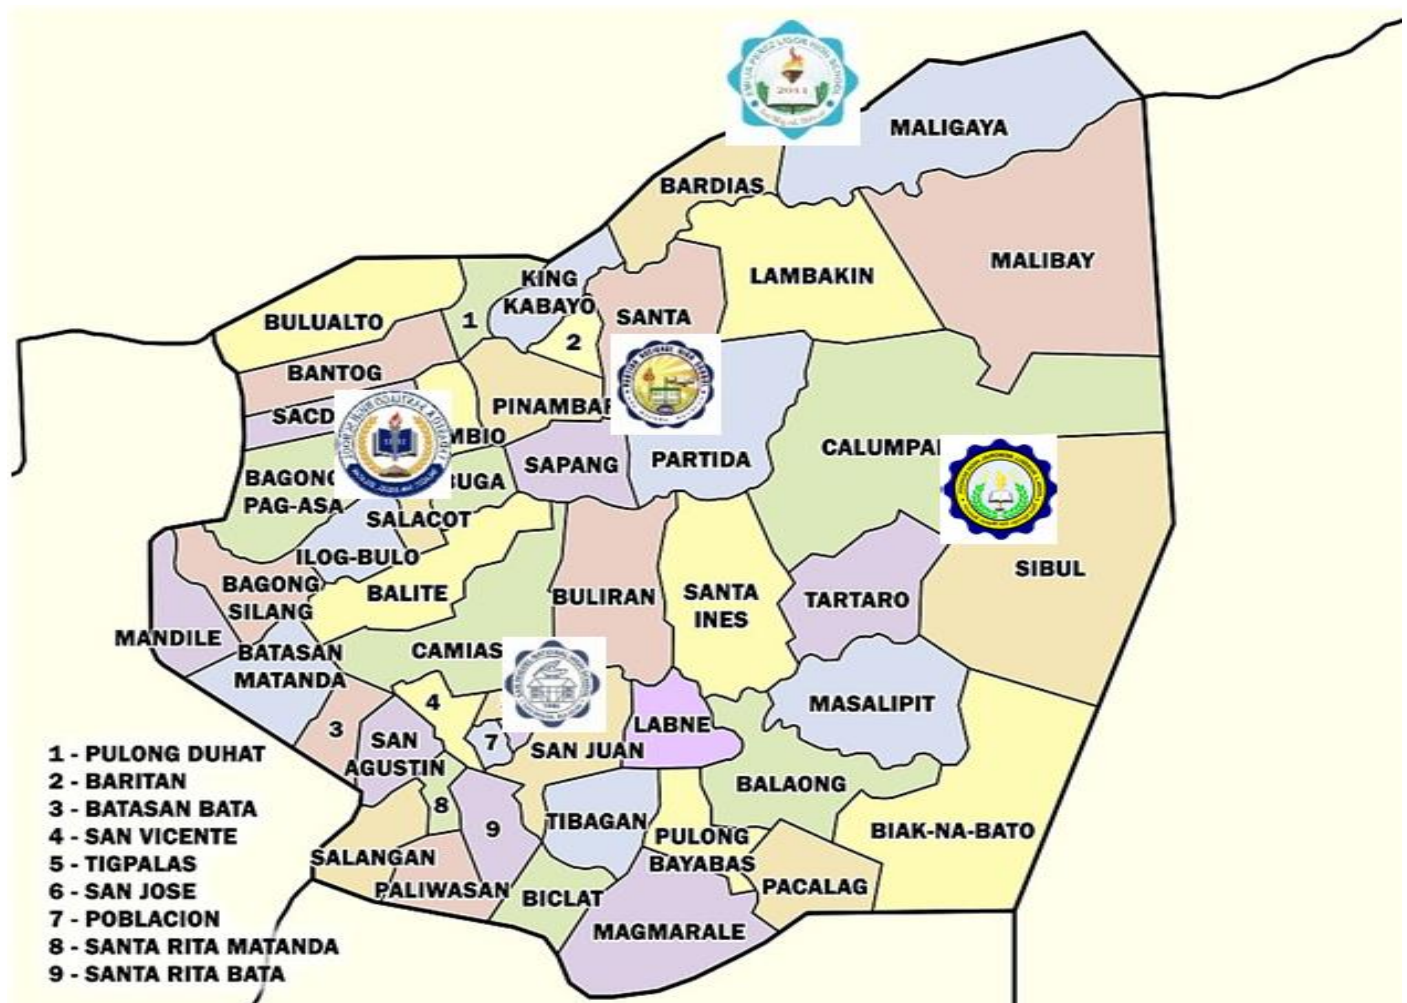 2011
MALIGAYA
BARDIAS
MALIBAY
LAMBAKIN
KING
KABAYO
BULUALTO
1
SANTA
2
BANTOG
PINAMBAR
SACD
MBIO
SAPANG
PARTIDA
CALUMPA
BAGONG
PAG-ASA
BUGA
SALACOT
ILOG-BULO
BAGONG
SILANG
BALITE
BULIRAN
SANTA
INES
TARTARO
SIBUL
MANDILE
BATASAN
MATANDA
CAMIAS
MASALIPIT
4
3
SAN
AGUSTIN
7
SAN JUAN
LABNE
BALAONG
8
9
TIBAGAN
PULONG
BAYABAS
BIAK-NA-BATO
SALANGAN
PALIWASAN
BICLAT
PACALAG
MAGMARALE
1 - PULONG DUHAT
2 - BARITAN
3 - BATASAN BATA
4 - SAN VICENTE
5 - TIGPALAS
6 - SAN JOSE
7 - POBLACION
8 - SANTA RITA MATANDA
9 - SANTA RITA BATA